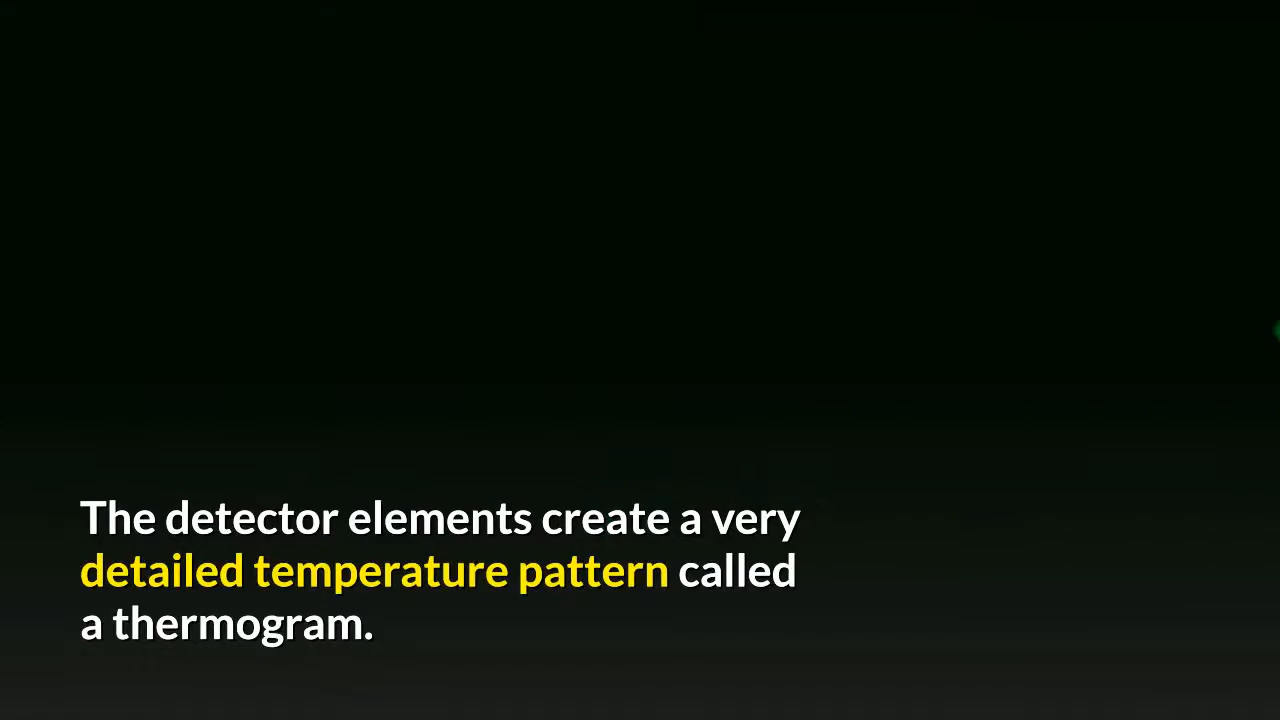 The detector elements create a very
detailed temperature pattern called
a thermogram.